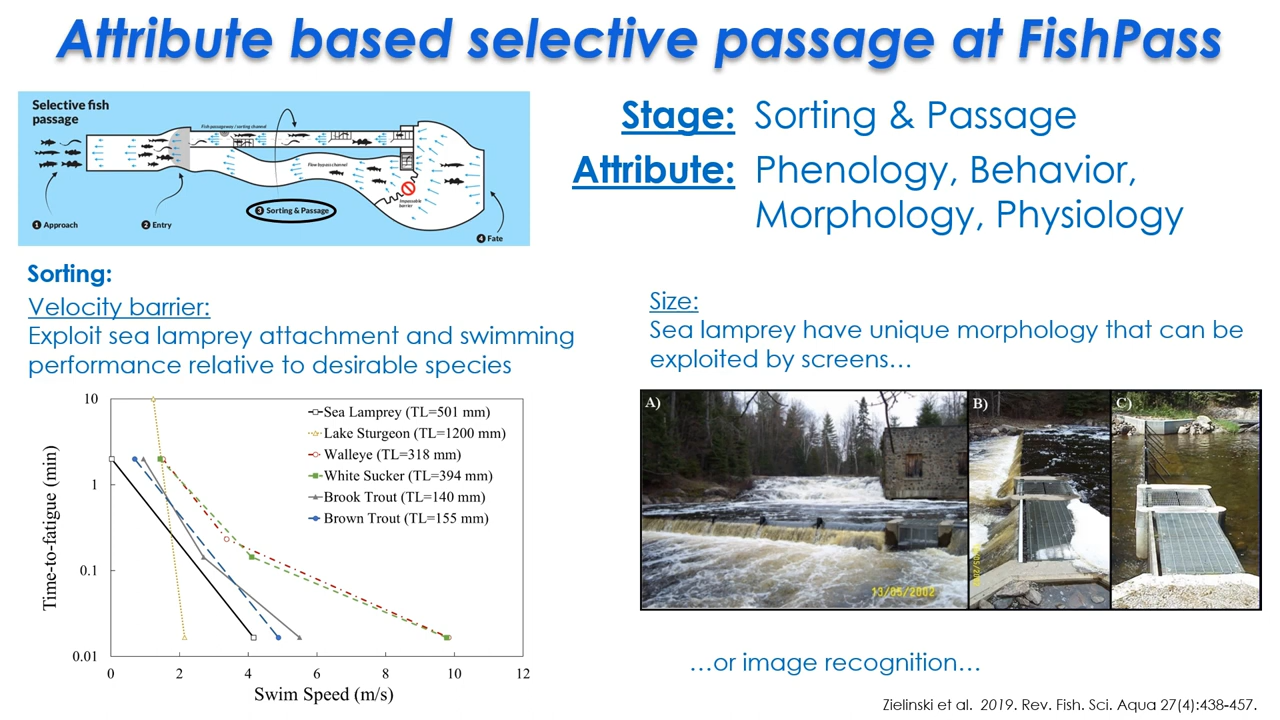 Attribute based selective passage at FishPass
Selective fish
passage
Fish passageway / sorting channel
Flow bypass channel
Impassable
barrier
1 Approach
2 Entry
3 Sorting & Passage
4 Fate
Stage: Sorting & Passage
Attribute: Phenology, Behavior,
Morphology, Physiology
Sorting:
Velocity barrier:
Exploit sea lamprey attachment and swimming
performance relative to desirable species
Time-to-fatigue (min)
10
1
0.1
0.01
0 2 4 6 8 10 12
Swim Speed (m/s)
Sea Lamprey (TL=501 mm)
Lake Sturgeon (TL=1200 mm)
Walleye (TL=318 mm)
White Sucker (TL=394 mm)
Brook Trout (TL=140 mm)
Brown Trout (TL=155 mm)
Size:
Sea lamprey have unique morphology that can be
exploited by screens…
A)
B)
C)
13/05/2002
…or image recognition…
Zielinski et al. 2019. Rev. Fish. Sci. Aqua 27(4):438-457.